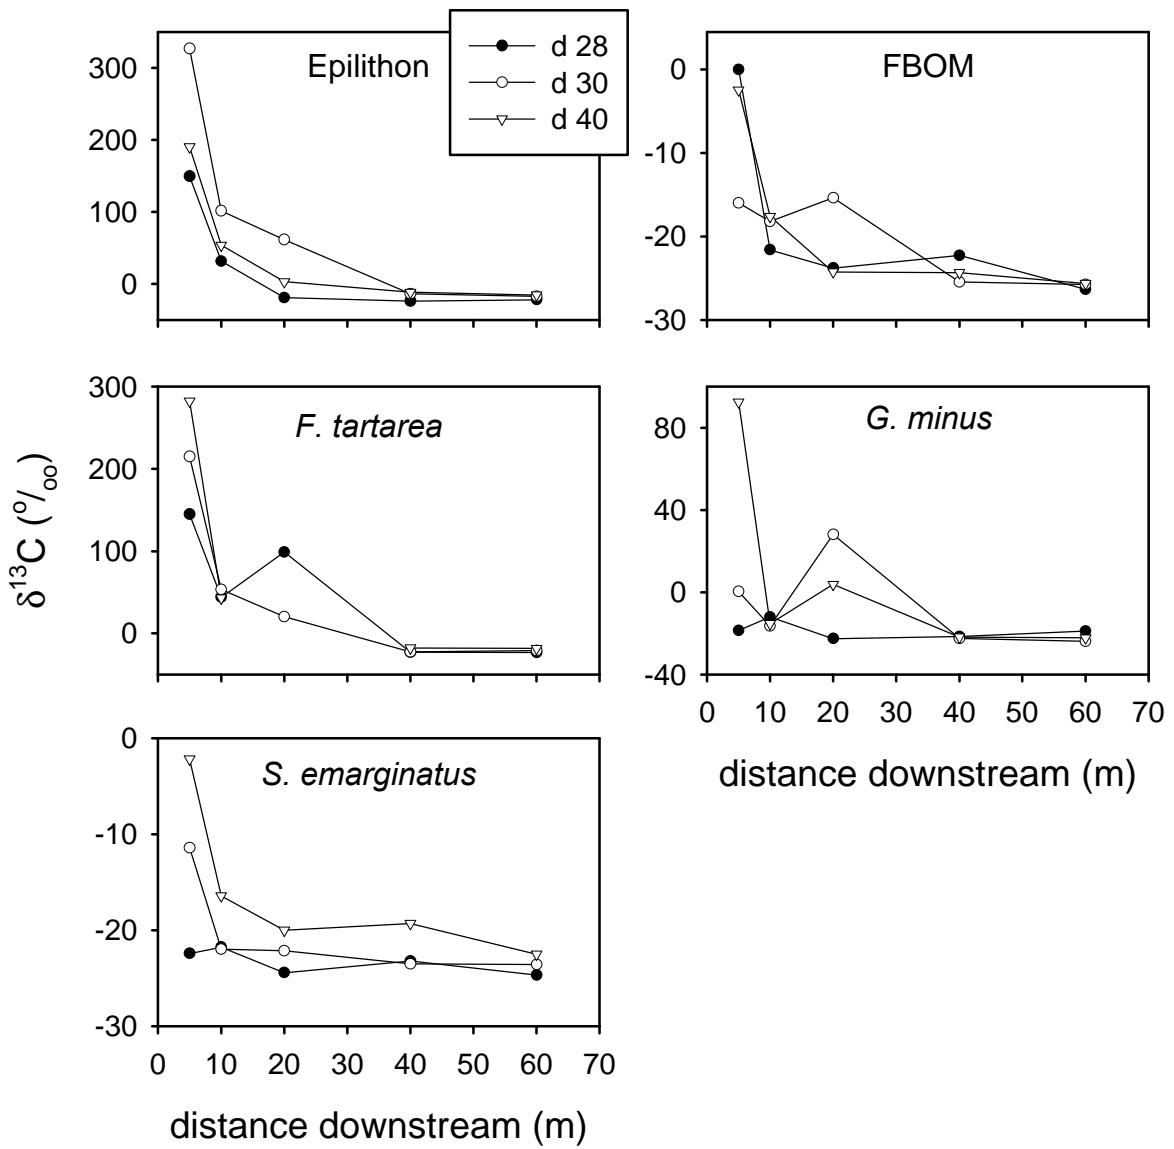 Epilithon
d 28
d 30
d 40
300
200
100
0
FBOM
0
-10
-20
-30
F. tartarea
300
200
100
0
G. minus
80
40
0
-40
0 10 20 30 40 50 60 70
distance downstream (m)
δ¹³C (º/ₒₒ)
S. emarginatus
0
-10
-20
-30
0 10 20 30 40 50 60 70
distance downstream (m)